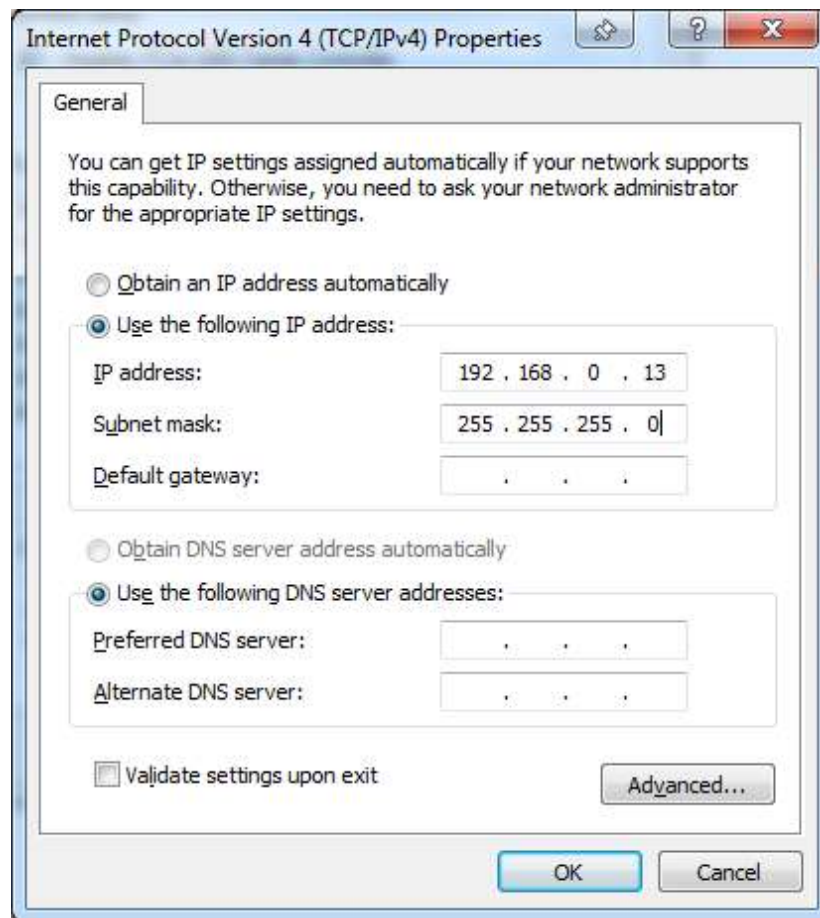 Internet Protocol Version 4 (TCP/IPv4) Properties
General
You can get IP settings assigned automatically if your network supports
this capability. Otherwise, you need to ask your network administrator
for the appropriate IP settings.
Obtain an IP address automatically
Use the following IP address:
IP address: 192 . 168 . 0 . 13
Subnet mask: 255 . 255 . 255 . 0
Default gateway: . . .
Obtain DNS server address automatically
Use the following DNS server addresses:
Preferred DNS server: . . .
Alternate DNS server: . . .
Validate settings upon exit
Advanced...
OK Cancel